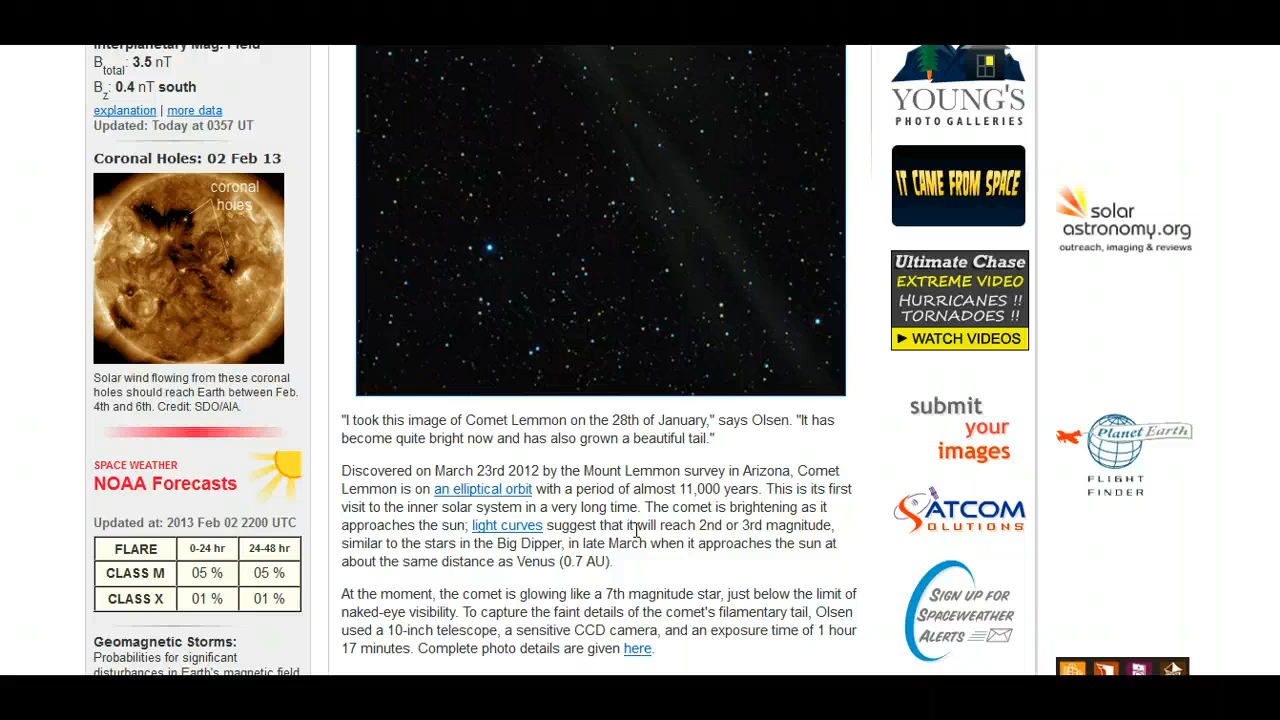 Interplanetary Mag. Field
Btotal: 3.5 nT
Bz: 0.4 nT south
explanation | more data
Updated: Today at 0357 UT
Coronal Holes: 02 Feb 13
coronal
holes
Solar wind flowing from these coronal
holes should reach Earth between Feb.
4th and 6th. Credit: SDO/AIA.
SPACE WEATHER
NOAA Forecasts
Updated at: 2013 Feb 02 2200 UTC
FLARE 0-24 hr 24-48 hr
CLASS M 05 % 05 %
CLASS X 01 % 01 %
Geomagnetic Storms:
Probabilities for significant
disturbances in Earth's magnetic field
"I took this image of Comet Lemmon on the 28th of January," says Olsen. "It has
become quite bright now and has also grown a beautiful tail."
Discovered on March 23rd 2012 by the Mount Lemmon survey in Arizona, Comet
Lemmon is on an elliptical orbit with a period of almost 11,000 years. This is its first
visit to the inner solar system in a very long time. The comet is brightening as it
approaches the sun; light curves suggest that it will reach 2nd or 3rd magnitude,
similar to the stars in the Big Dipper, in late March when it approaches the sun at
about the same distance as Venus (0.7 AU).
At the moment, the comet is glowing like a 7th magnitude star, just below the limit of
naked-eye visibility. To capture the faint details of the comet's filamentary tail, Olsen
used a 10-inch telescope, a sensitive CCD camera, and an exposure time of 1 hour
17 minutes. Complete photo details are given here.
YOUNG'S
PHOTO GALLERIES
IT CAME FROM SPACE
Ultimate Chase
EXTREME VIDEO
HURRICANES !!
TORNADOES !!
WATCH VIDEOS
submit
your
images
SATCOM
SOLUTIONS
SIGN UP FOR
SPACEWEATHER
ALERTS
solar
astronomy.org
outreach, imaging & reviews
Planet Earth
FLIGHT
FINDER